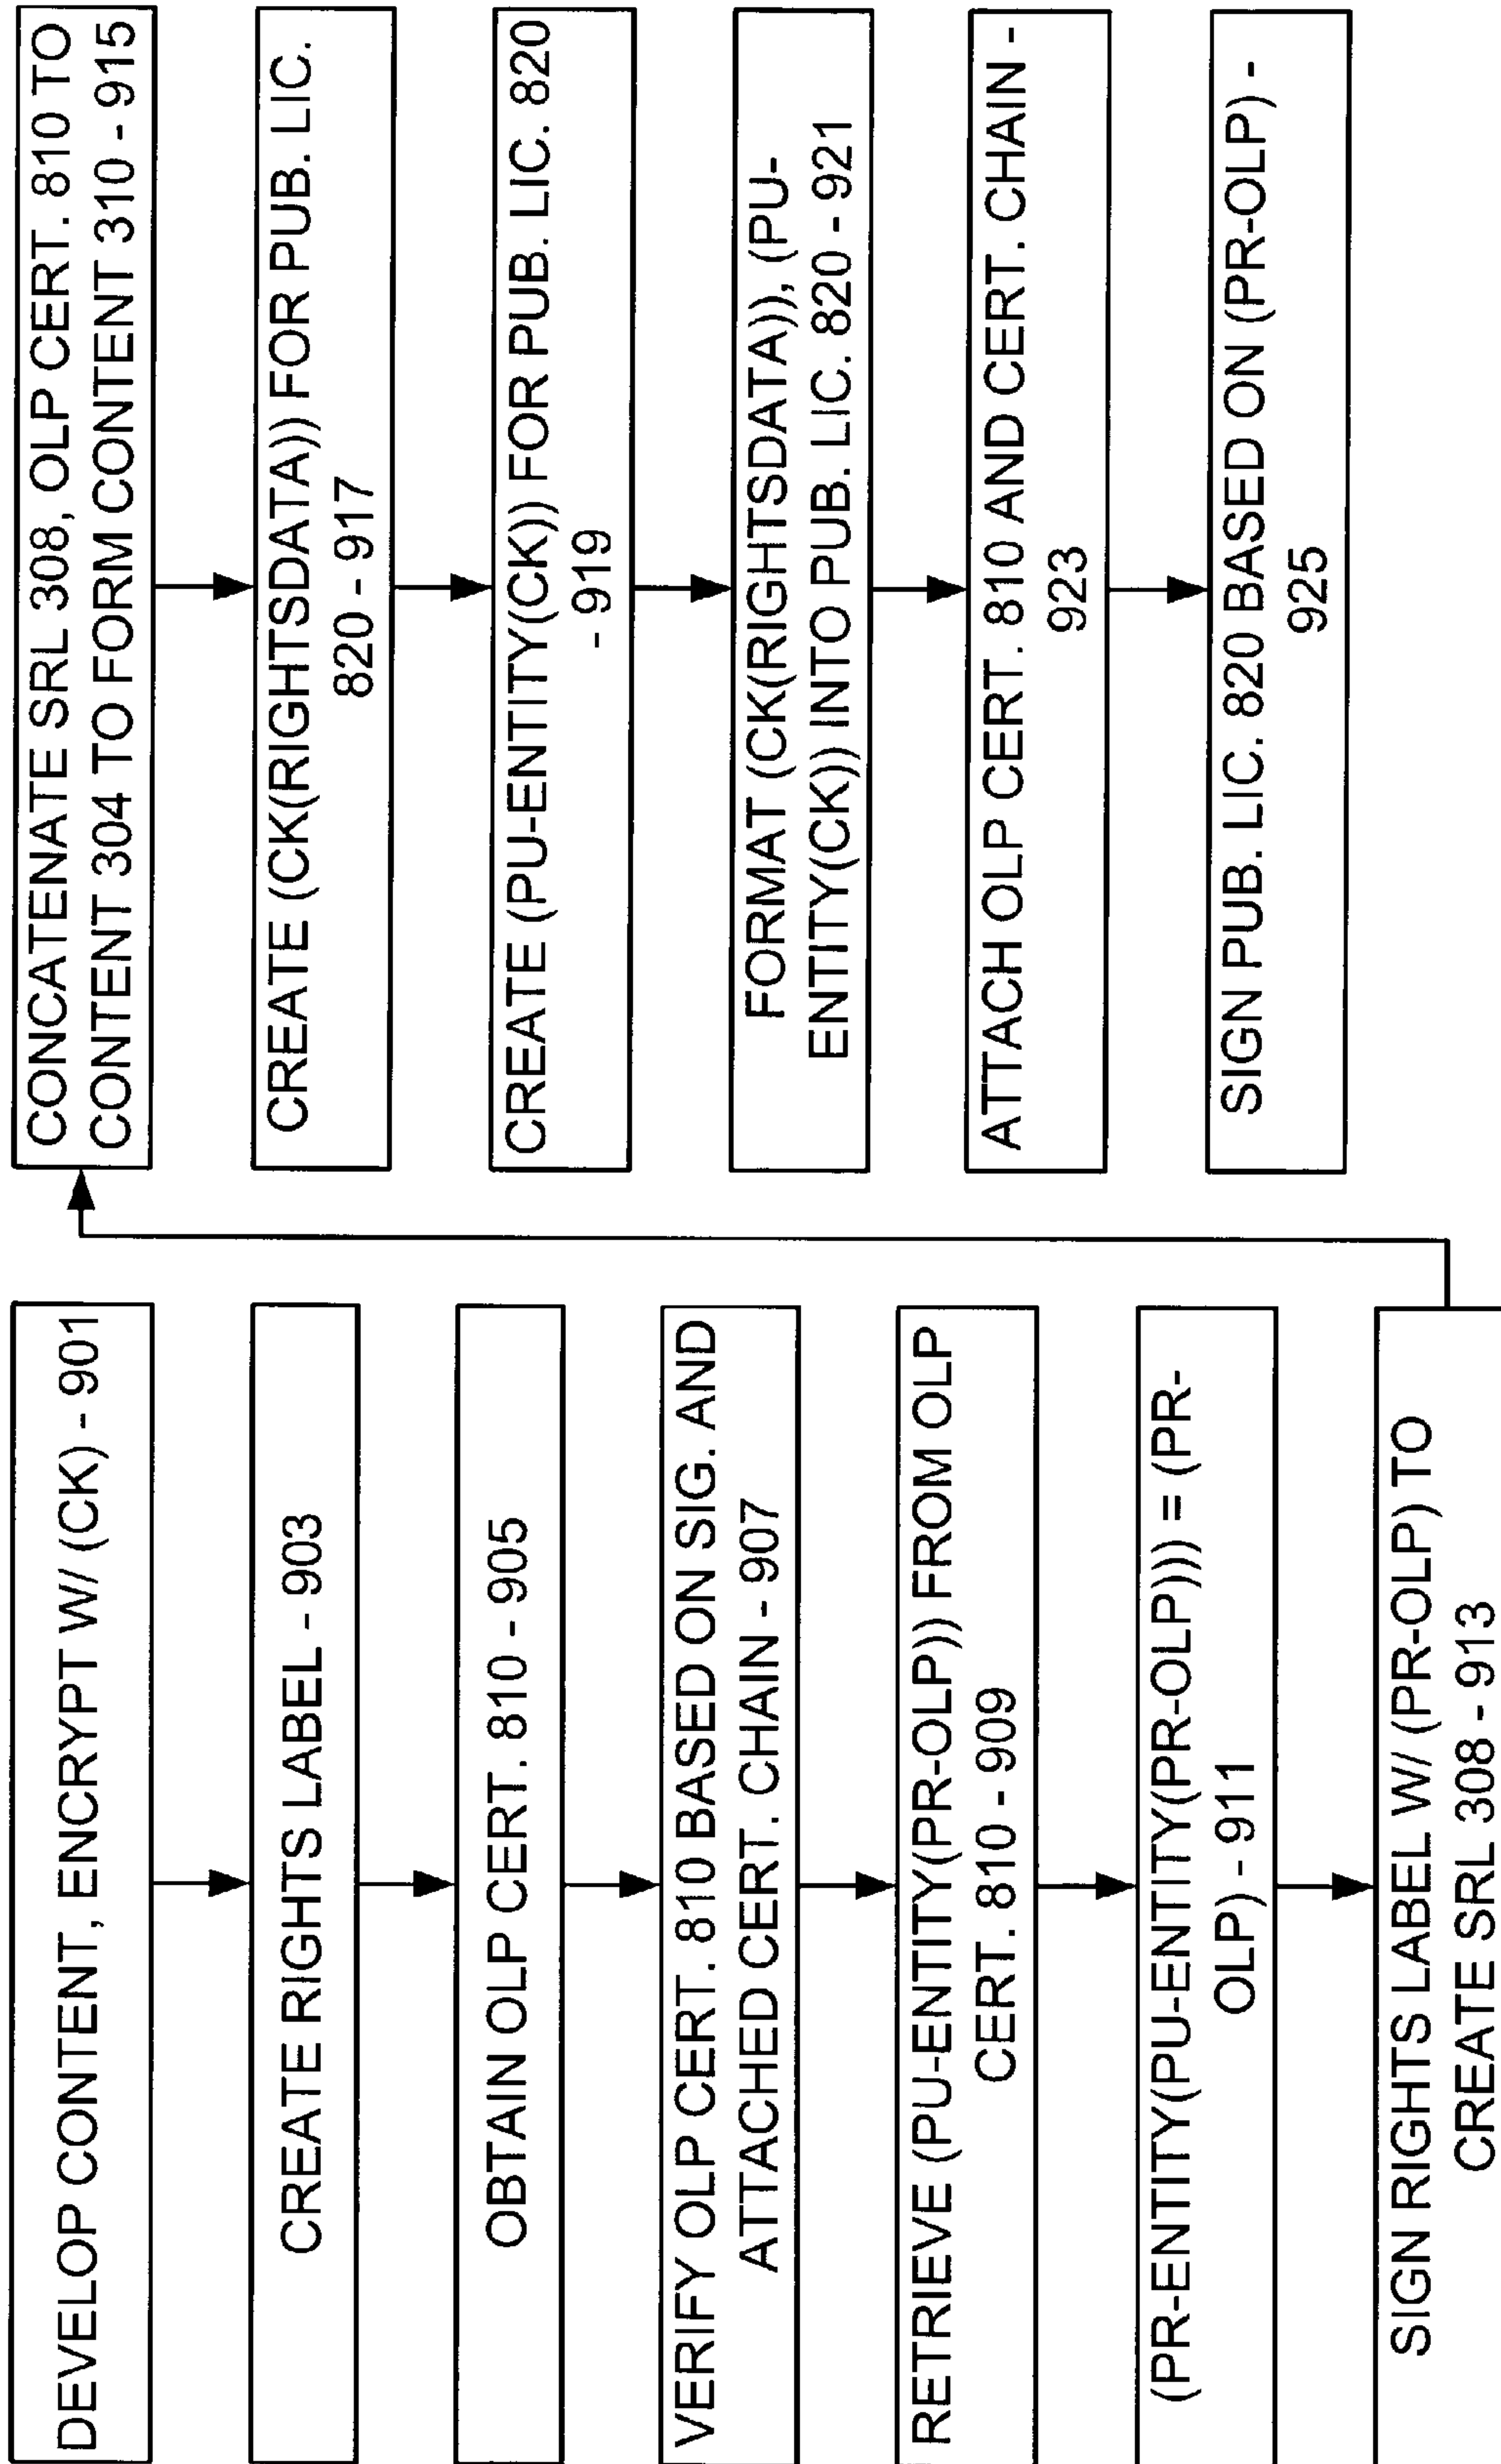 DEVELOP CONTENT, ENCRYPT W/ (CK) - 901
CREATE RIGHTS LABEL - 903
OBTAIN OLP CERT. 810 - 905
VERIFY OLP CERT. 810 BASED ON SIG. AND
ATTACHED CERT. CHAIN - 907
RETRIEVE (PU-ENTITY(PR-OLP)) FROM OLP
CERT. 810 - 909
(PR-ENTITY(PU-ENTITY(PR-OLP))) = (PR-
OLP) - 911
SIGN RIGHTS LABEL W/ (PR-OLP) TO
CREATE SRL 308 - 913
CONCATENATE SRL 308, OLP CERT. 810 TO
CONTENT 304 TO FORM CONTENT 310 - 915
CREATE (CK(RIGHTSDATA)) FOR PUB. LIC.
820 - 917
CREATE (PU-ENTITY(CK)) FOR PUB. LIC. 820
- 919
FORMAT (CK(RIGHTSDATA)), (PU-
ENTITY(CK)) INTO PUB. LIC. 820 - 921
ATTACH OLP CERT. 810 AND CERT. CHAIN -
923
SIGN PUB. LIC. 820 BASED ON (PR-OLP) -
925